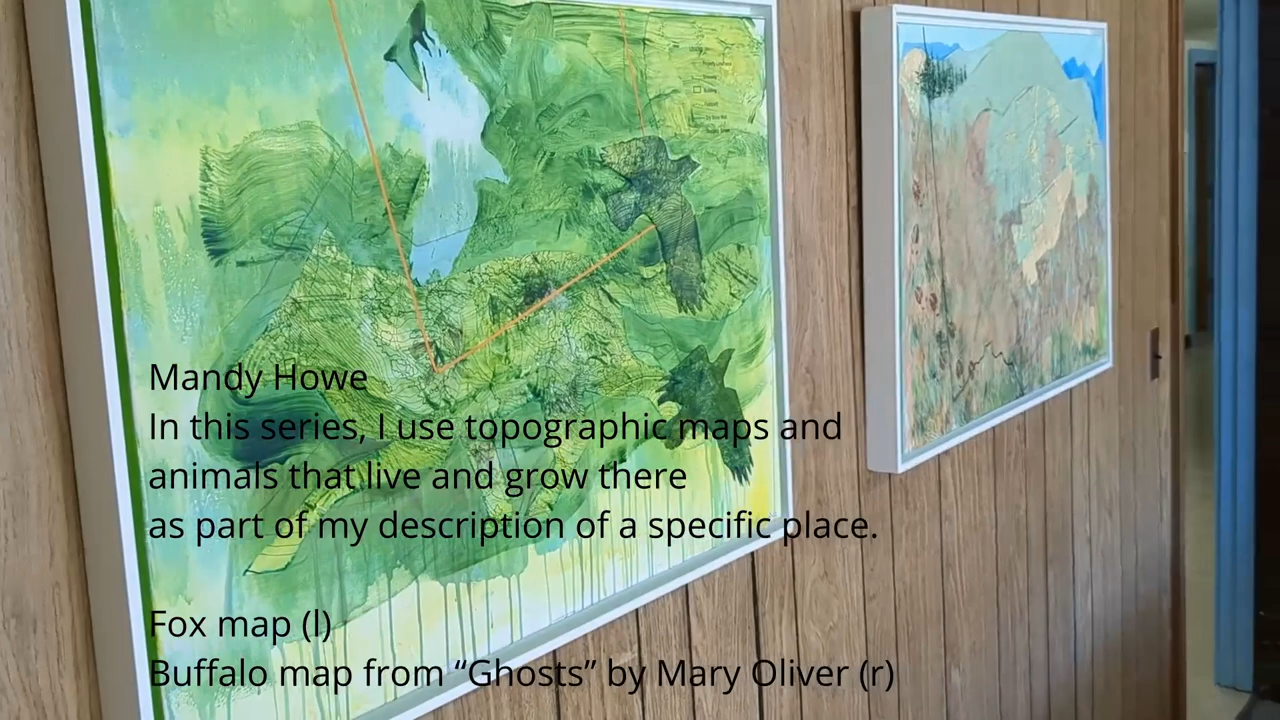 Mandy Howe
In this series, I use topographic maps and
animals that live and grow there
as part of my description of a specific place.
Fox map (l)
Buffalo map from “Ghosts” by Mary Oliver (r)